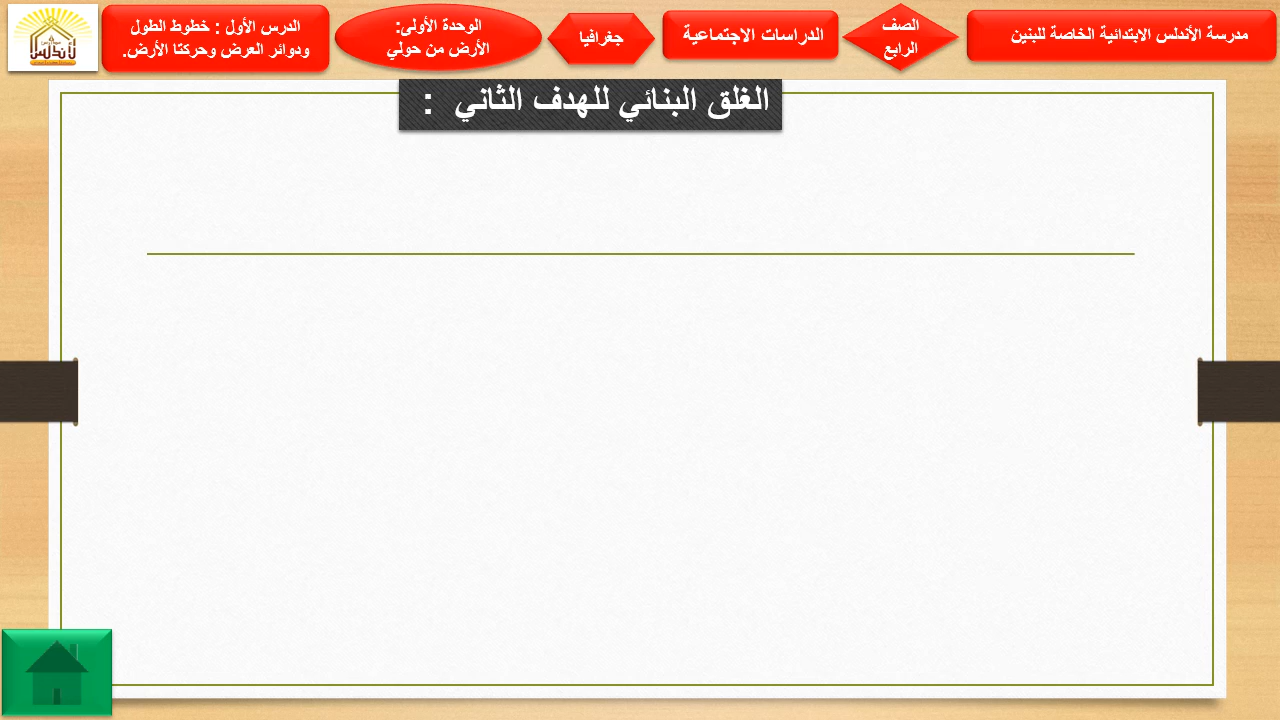 مدرسة الأندلس الابتدائية الخاصة للبنين
الصف
الرابع
الدراسات الاجتماعية
جغرافيا
الوحدة الأولى:
الأرض من حولي
الدرس الأول : خطوط الطول
ودوائر العرض وحركتا الأرض.
الأندلس
الغلق البنائي للهدف الثاني :